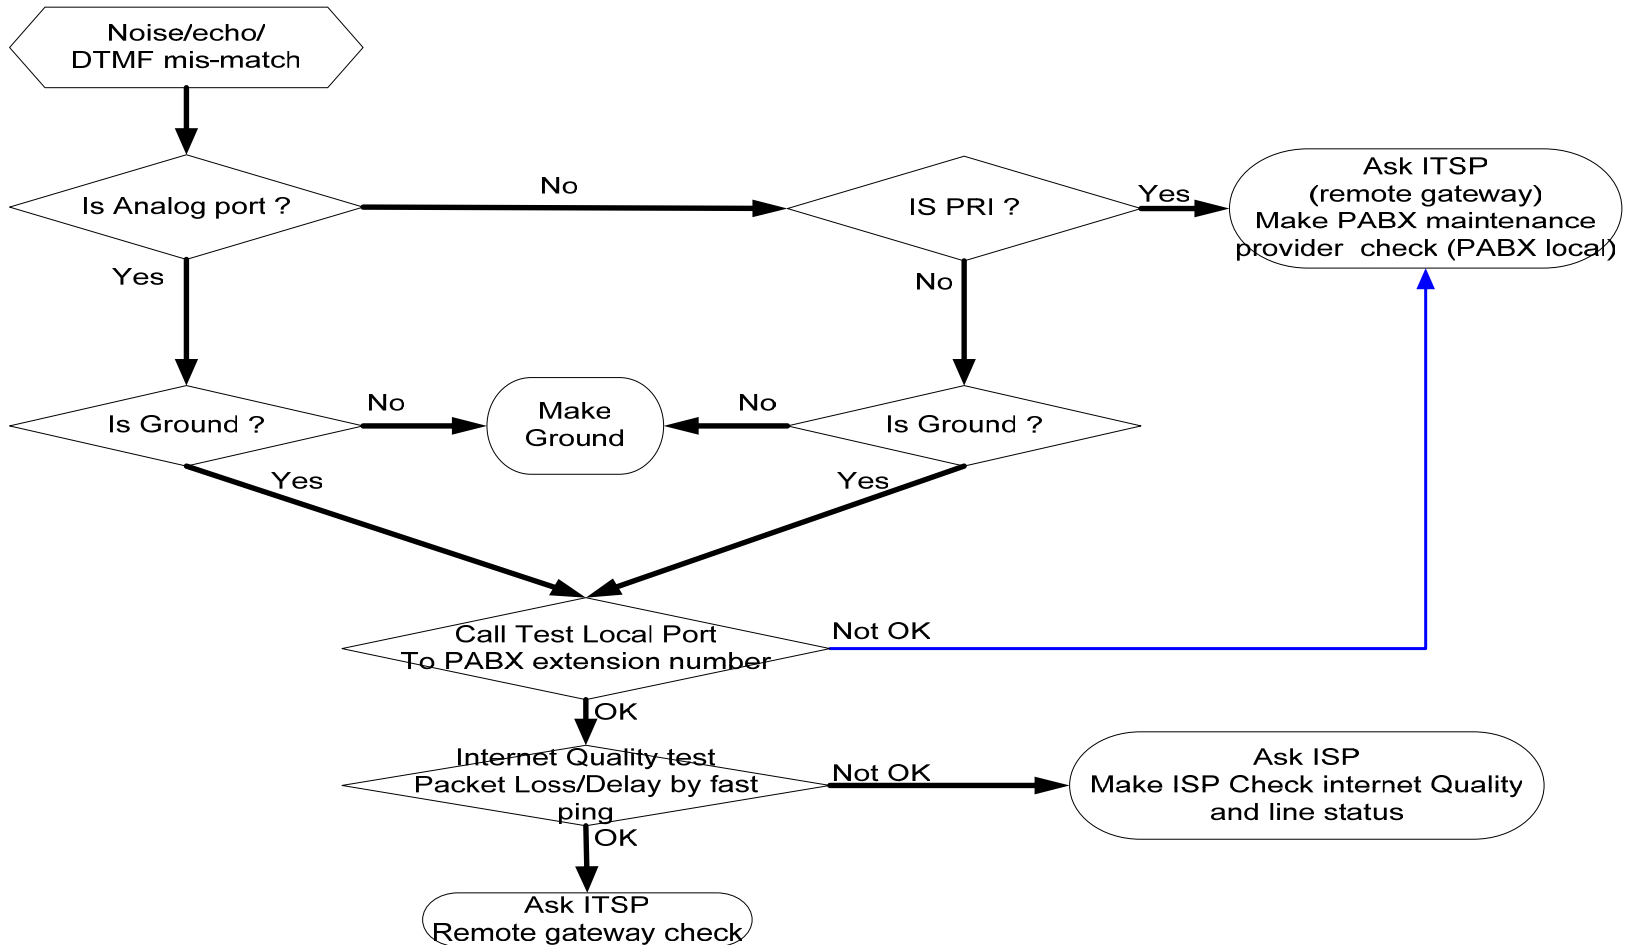 Noise/echo/
DTMF mis-match
Is Analog port ?
No
IS PRI ?
Yes
Ask ITSP
(remote gateway)
Make PABX maintenance
provider  check (PABX local)
Yes
No
Is Ground ?
No
Make
Ground
No
Is Ground ?
Yes
Yes
Call Test Local Port
To PABX extension number
Not OK
OK
Internet Quality test
Packet Loss/Delay by fast
ping
Not OK
Ask ISP
Make ISP Check internet Quality
and line status
OK
Ask ITSP
Remote gateway check